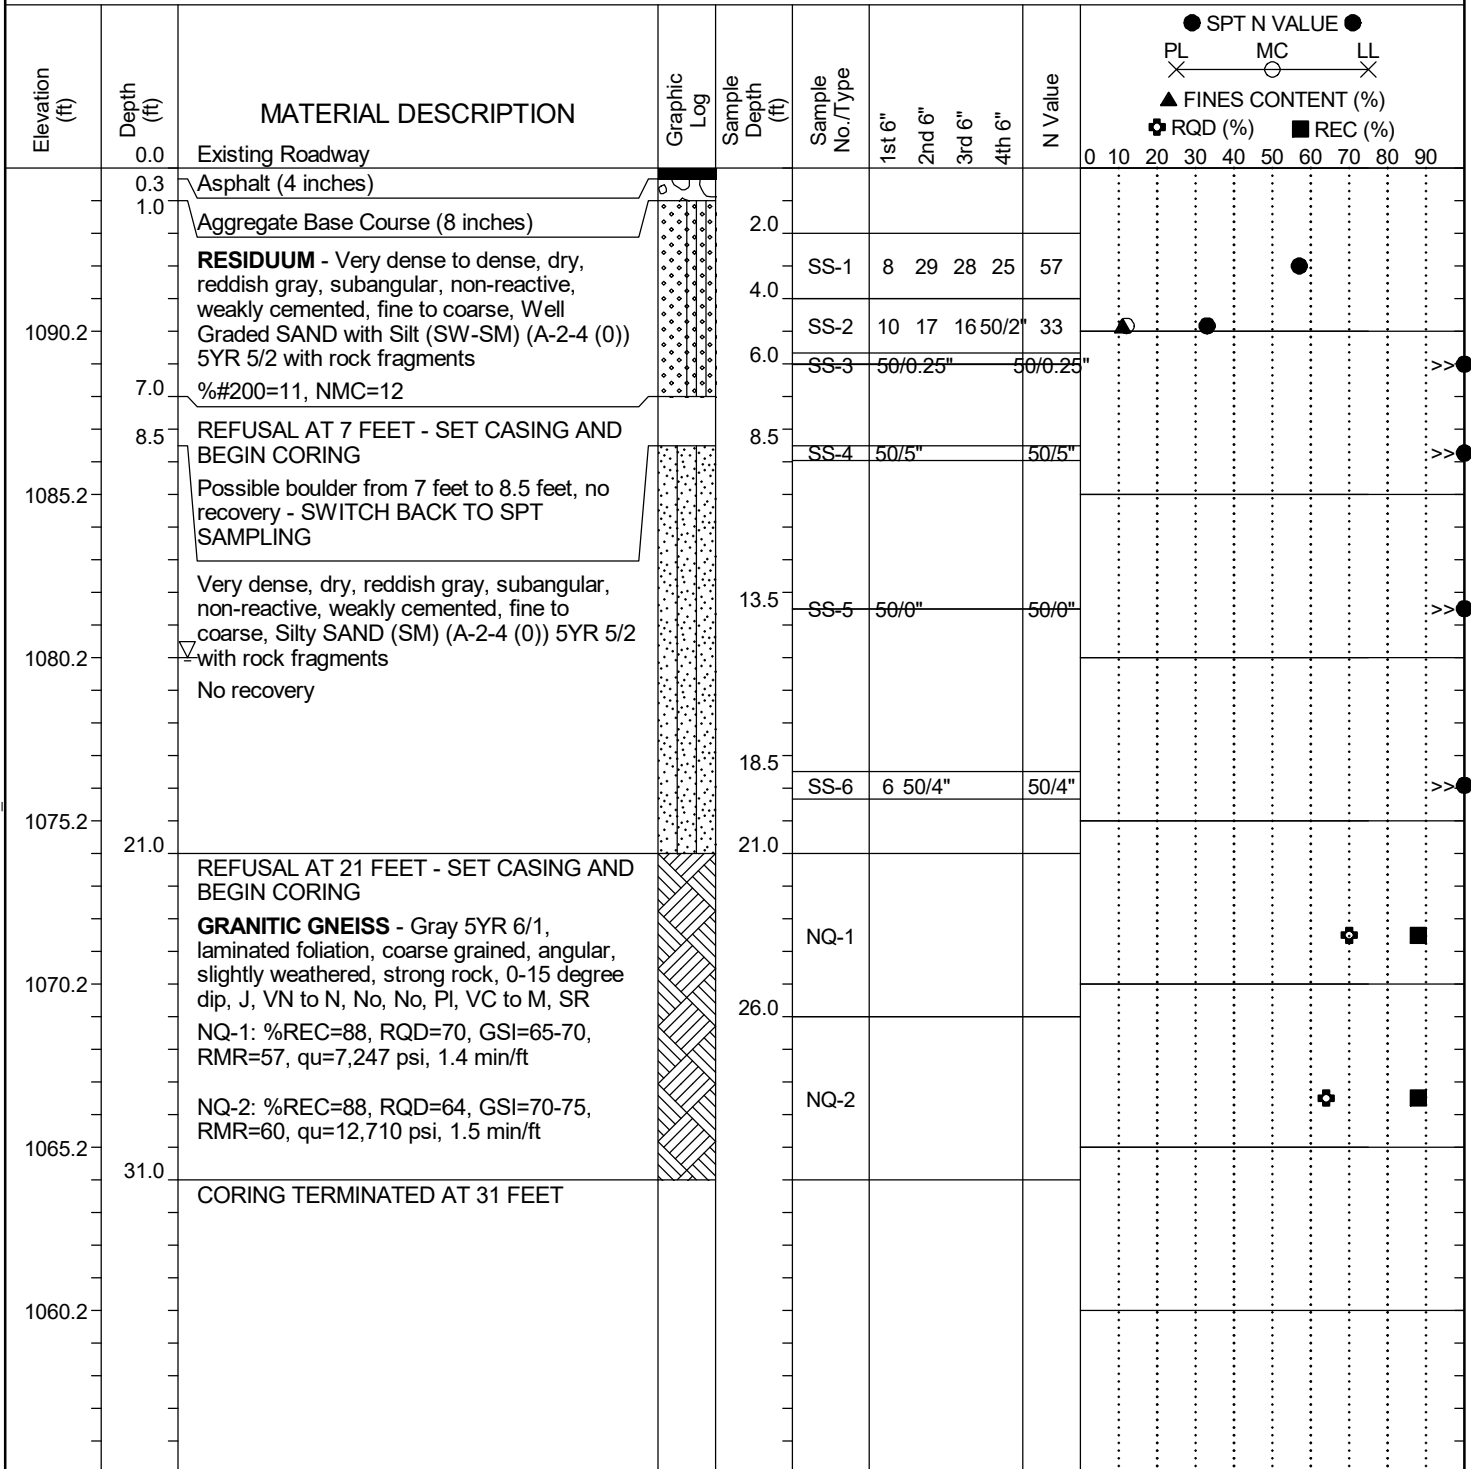 SPT N VALUE
PL MC LL
FINES CONTENT (%)
RQD (%) REC (%)
Elevation (ft)
Depth (ft)
MATERIAL DESCRIPTION
Graphic Log
Sample Depth (ft)
Sample No./Type
1st 6"
2nd 6"
3rd 6"
4th 6"
N Value
0 10 20 30 40 50 60 70 80 90
0.0 Existing Roadway
0.3 Asphalt (4 inches)
1.0
Aggregate Base Course (8 inches)
2.0
RESIDUUM - Very dense to dense, dry,
reddish gray, subangular, non-reactive,
weakly cemented, fine to coarse, Well
Graded SAND with Silt (SW-SM) (A-2-4 (0))
5YR 5/2 with rock fragments
%#200=11, NMC=12
SS-1 8 29 28 25 57
4.0
1090.2
SS-2 10 17 16 50/2" 33
6.0
SS-3 50/0.25" 50/0.25" >>
7.0
REFUSAL AT 7 FEET - SET CASING AND
BEGIN CORING
8.5
8.5
SS-4 50/5" 50/5" >>
Possible boulder from 7 feet to 8.5 feet, no
recovery - SWITCH BACK TO SPT
SAMPLING
1085.2
Very dense, dry, reddish gray, subangular,
non-reactive, weakly cemented, fine to
coarse, Silty SAND (SM) (A-2-4 (0)) 5YR 5/2
with rock fragments
No recovery
13.5
SS-5 50/0" 50/0" >>
1080.2
18.5
SS-6 6 50/4" 50/4" >>
1075.2
21.0
21.0
REFUSAL AT 21 FEET - SET CASING AND
BEGIN CORING
GRANITIC GNEISS - Gray 5YR 6/1,
laminated foliation, coarse grained, angular,
slightly weathered, strong rock, 0-15 degree
dip, J, VN to N, No, No, Pl, VC to M, SR
NQ-1
1070.2
26.0
NQ-1: %REC=88, RQD=70, GSI=65-70,
RMR=57, qu=7,247 psi, 1.4 min/ft
NQ-2: %REC=88, RQD=64, GSI=70-75,
RMR=60, qu=12,710 psi, 1.5 min/ft
NQ-2
1065.2
31.0
CORING TERMINATED AT 31 FEET
1060.2